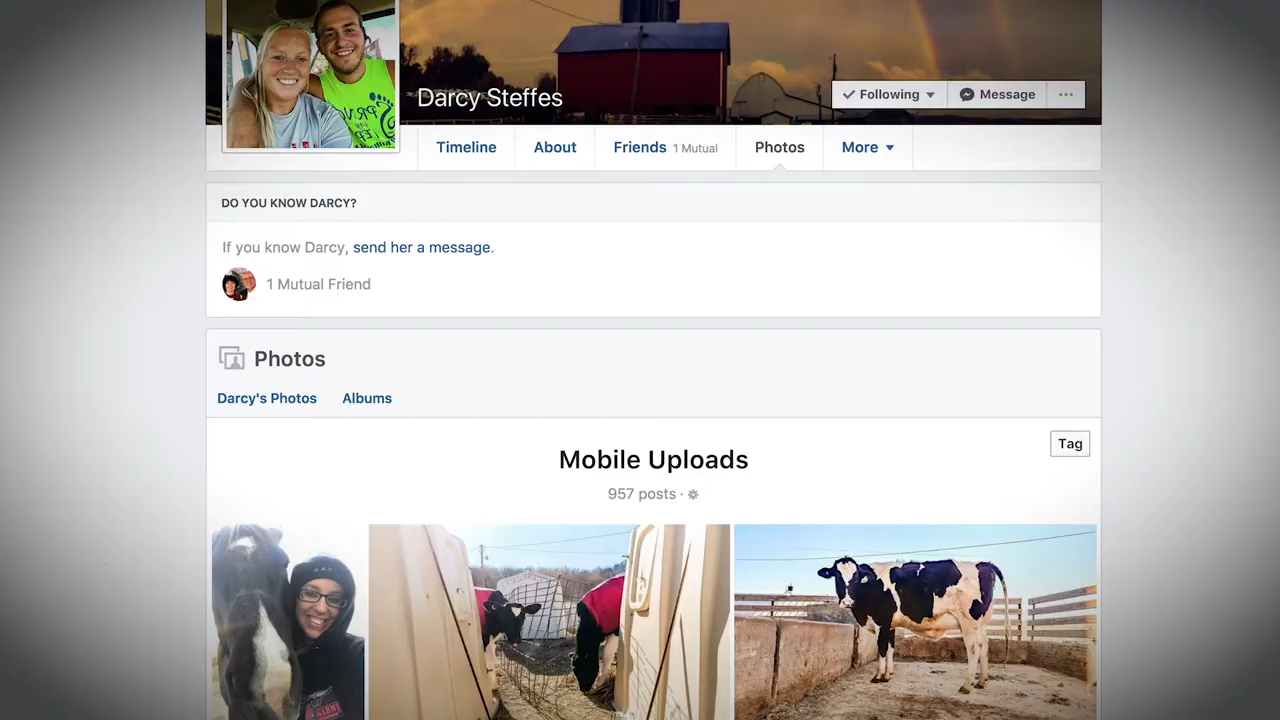 Darcy Steffes
Following
Message
Timeline
About
Friends 1 Mutual
Photos
More
DO YOU KNOW DARCY?
If you know Darcy, send her a message.
1 Mutual Friend
Photos
Darcy's Photos
Albums
Tag
Mobile Uploads
957 posts ·